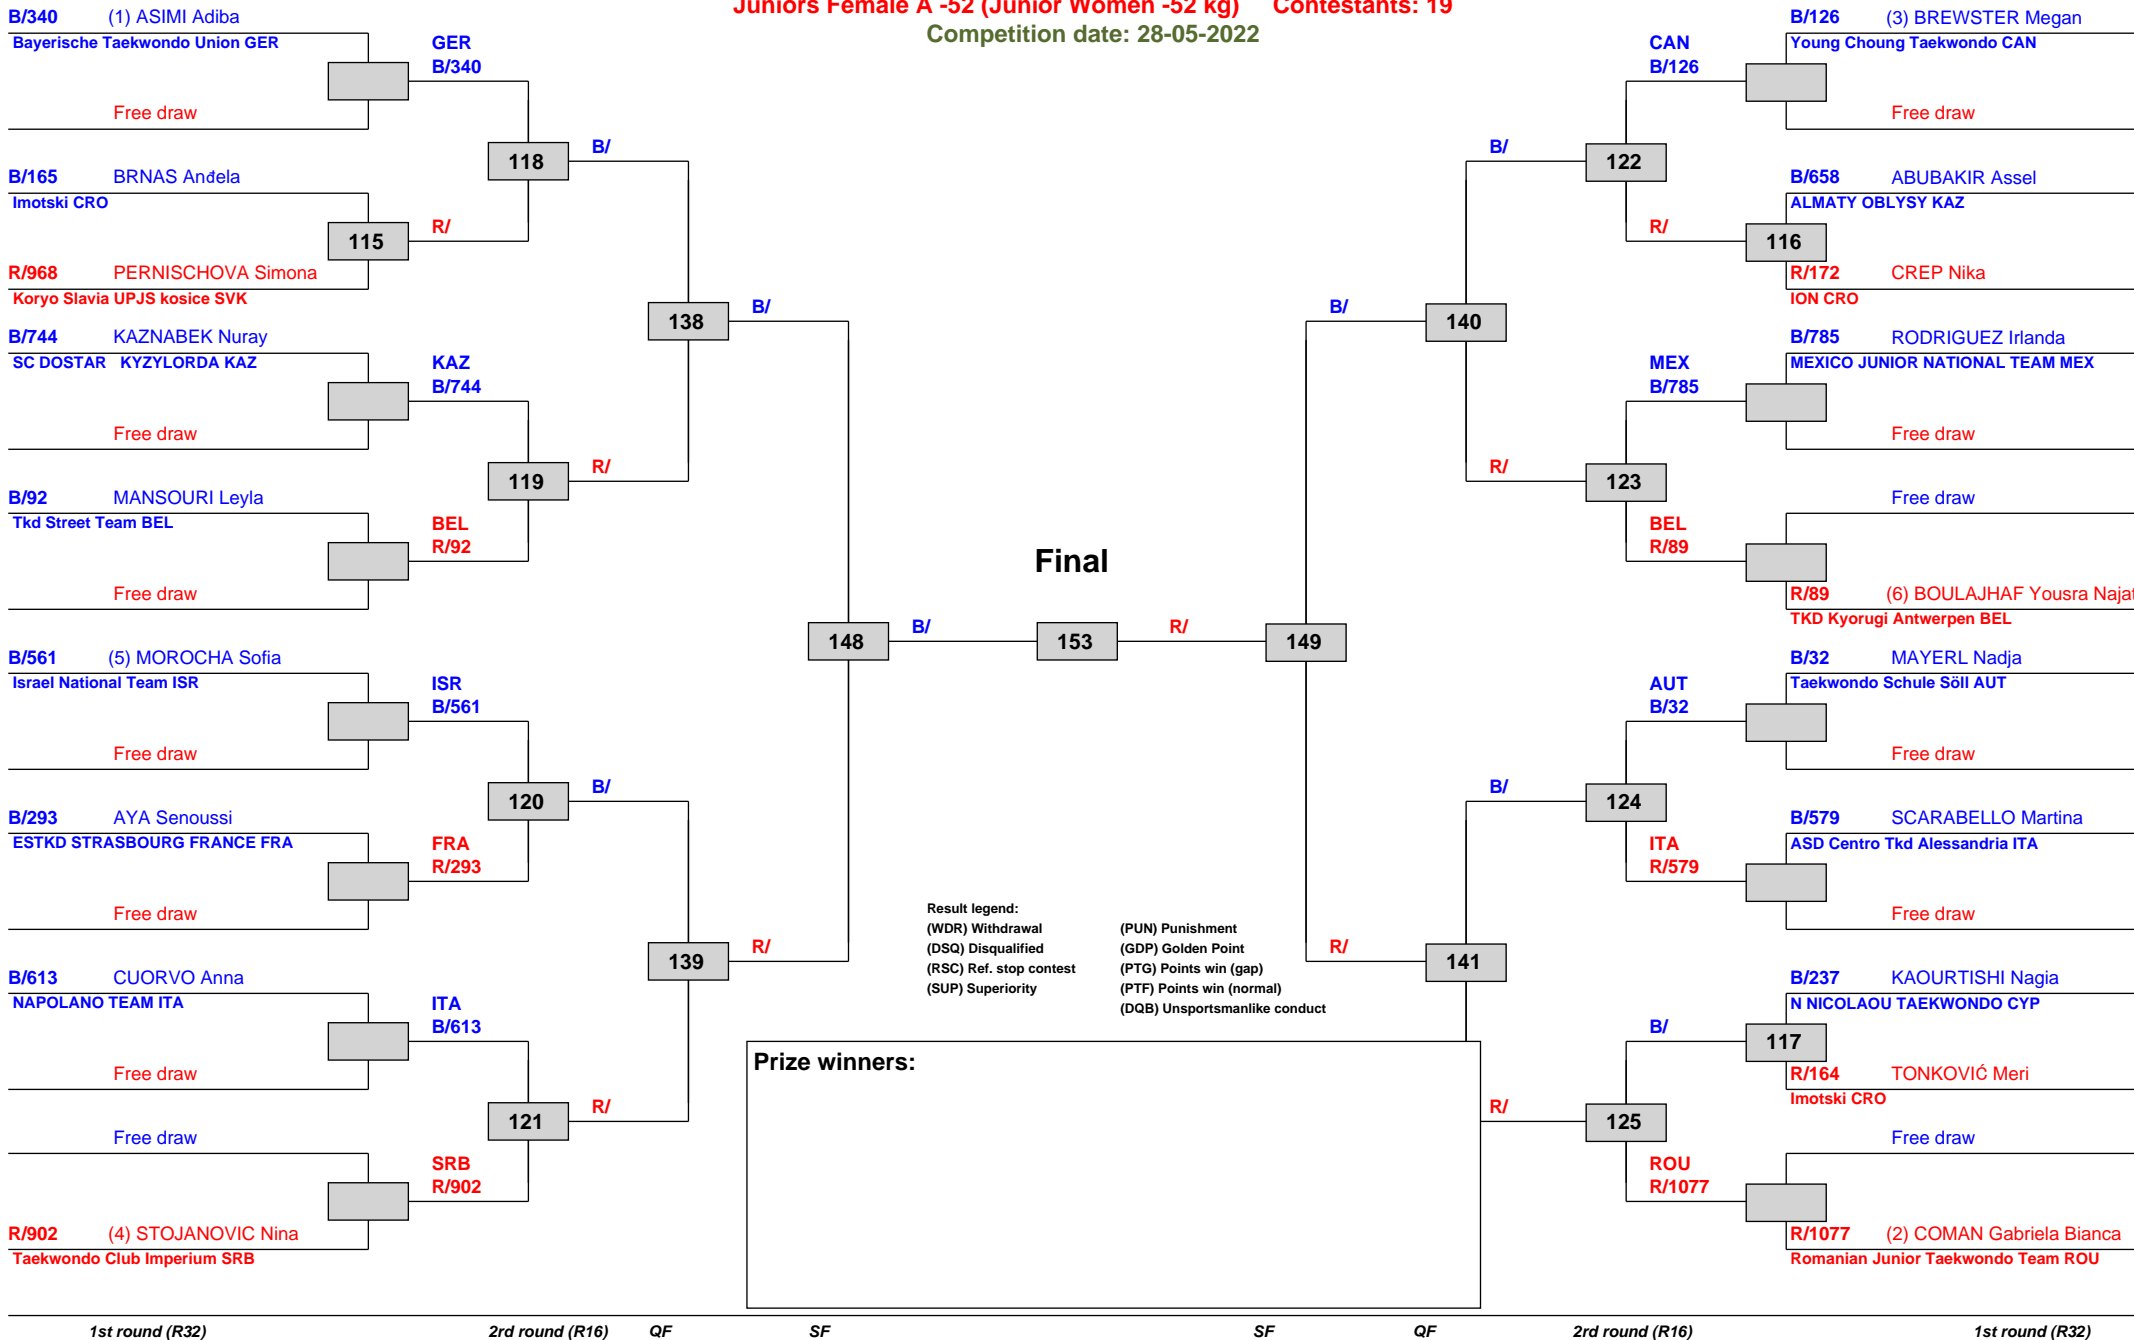 Juniors Female A -52 (Junior Women -52 kg) Contestants: 19
Competition date: 28-05-2022
B/340 (1) ASIMI Adiba
Bayerische Taekwondo Union GER
GER
B/340
Free draw
118
B/
B/165 BRNAS Anđela
Imotski CRO
115
R/
R/968 PERNISCHOVA Simona
Koryo Slavia UPJS kosice SVK
138
B/
B/744 KAZNABEK Nuray
SC DOSTAR KYZYLORDA KAZ
KAZ
B/744
Free draw
119
R/
B/92 MANSOURI Leyla
Tkd Street Team BEL
BEL
R/92
Free draw
148
B/
B/561 (5) MOROCHA Sofia
Israel National Team ISR
ISR
B/561
Free draw
120
B/
B/293 AYA Senoussi
ESTKD STRASBOURG FRANCE FRA
FRA
R/293
Free draw
139
R/
B/613 CUORVO Anna
NAPOLANO TEAM ITA
ITA
B/613
Free draw
121
R/
Free draw
SRB
R/902
R/902 (4) STOJANOVIC Nina
Taekwondo Club Imperium SRB
Final
153
R/
149
B/126 (3) BREWSTER Megan
Young Choung Taekwondo CAN
CAN
B/126
Free draw
B/
122
B/658 ABUBAKIR Assel
ALMATY OBLYSY KAZ
R/
116
R/172 CREP Nika
ION CRO
B/
140
B/785 RODRIGUEZ Irlanda
MEXICO JUNIOR NATIONAL TEAM MEX
MEX
B/785
Free draw
R/
123
Free draw
BEL
R/89
R/89 (6) BOULAJHAF Yousra Najat
TKD Kyorugi Antwerpen BEL
B/32 MAYERL Nadja
Taekwondo Schule Söll AUT
AUT
B/32
Free draw
B/
124
B/579 SCARABELLO Martina
ASD Centro Tkd Alessandria ITA
ITA
R/579
Free draw
R/
141
B/237 KAOURTISHI Nagia
N NICOLAOU TAEKWONDO CYP
B/
117
R/164 TONKOVIĆ Meri
Imotski CRO
R/
125
Free draw
ROU
R/1077
R/1077 (2) COMAN Gabriela Bianca
Romanian Junior Taekwondo Team ROU
Result legend:
(WDR) Withdrawal (PUN) Punishment
(DSQ) Disqualified (GDP) Golden Point
(RSC) Ref. stop contest (PTG) Points win (gap)
(SUP) Superiority (PTF) Points win (normal)
(DQB) Unsportsmanlike conduct
Prize winners:
1st round (R32) 2rd round (R16) QF SF SF QF 2rd round (R16) 1st round (R32)